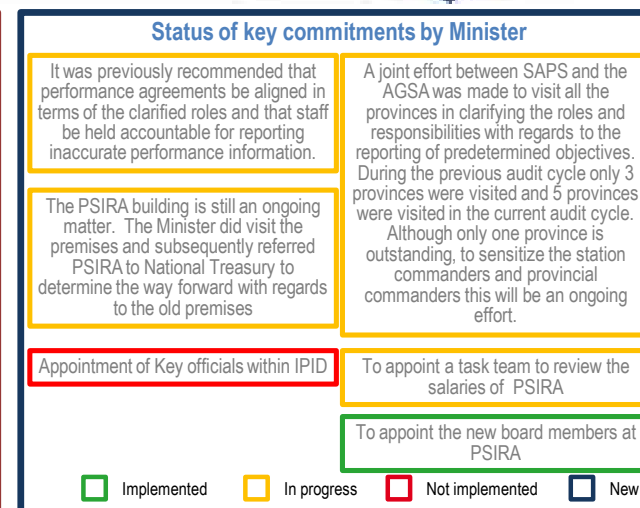 Status of key commitments by Minister
It was previously recommended that
performance agreements be aligned in
terms of the clarified roles and that staff
be held accountable for reporting
inaccurate performance information.
The PSIRA building is still an ongoing
matter. The Minister did visit the
premises and subsequently referred
PSIRA to National Treasury to
determine the way forward with regards
to the old premises
Appointment of Key officials within IPID
A joint effort between SAPS and the
AGSA was made to visit all the
provinces in clarifying the roles and
responsibilities with regards to the
reporting of predetermined objectives.
During the previous audit cycle only 3
provinces were visited and 5 provinces
were visited in the current audit cycle.
Although only one province is
outstanding, to sensitize the station
commanders and provincial
commanders this will be an ongoing
effort.
To appoint a task team to review the
salaries of PSIRA
To appoint the new board members at
PSIRA
Implemented In progress Not implemented New